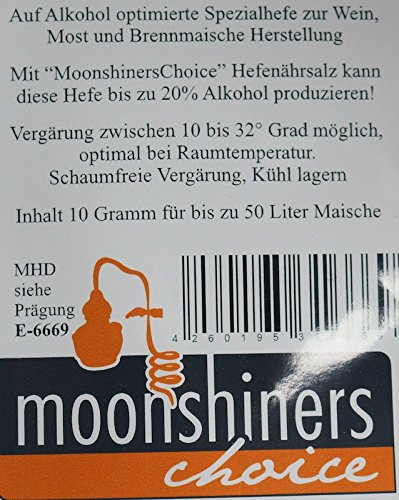 Auf Alkohol optimierte Spezialhefe zur Wein,
Most und Brennmaische Herstellung
Mit “MoonshinersChoice” Hefenährsalz kann
diese Hefe bis zu 20% Alkohol produzieren!
Vergärung zwischen 10 bis 32° Grad möglich,
optimal bei Raumtemperatur.
Schaumfreie Vergärung, Kühl lagern
Inhalt 10 Gramm für bis zu 50 Liter Maische
MHD
siehe
Prägung
E-6669
4 260195
moonshiners
choice